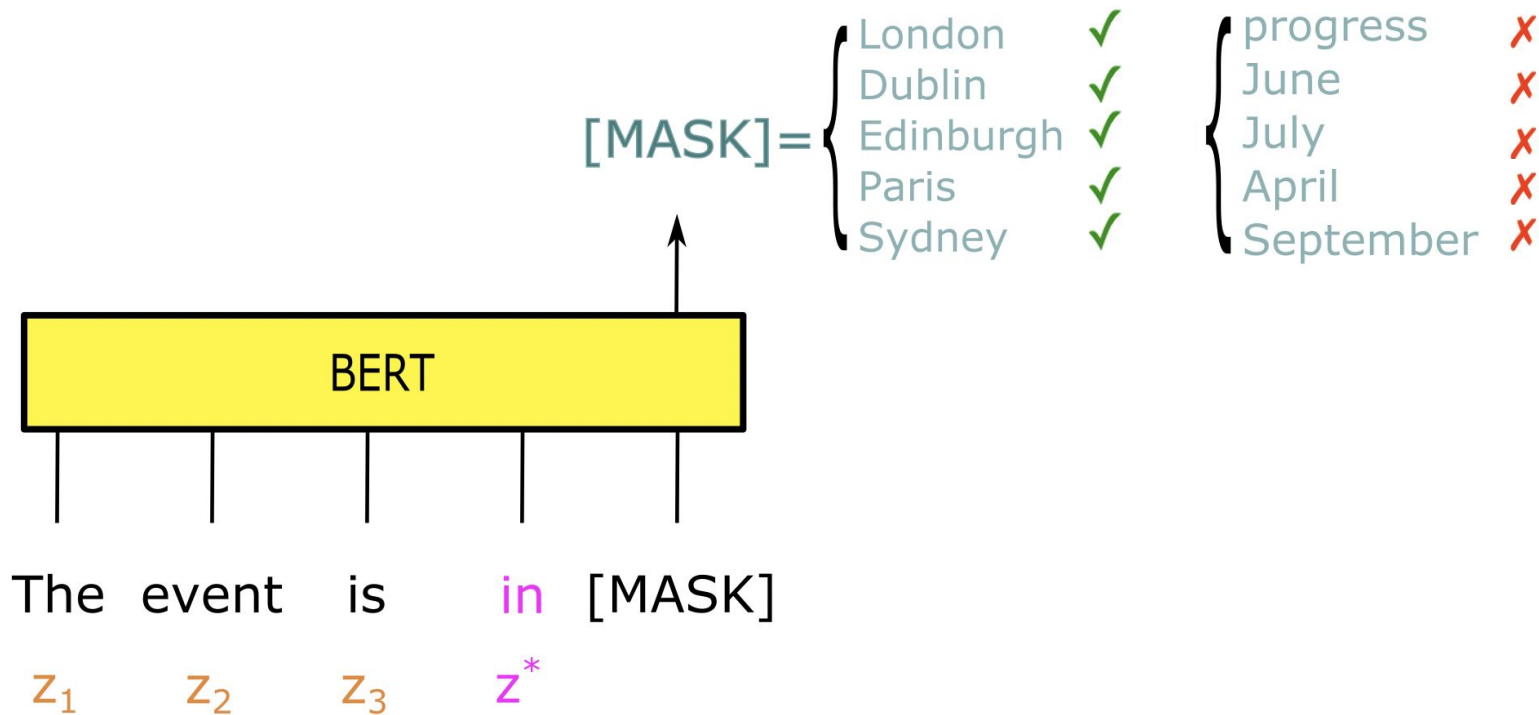 London ✓ progress ✗
Dublin ✓ June ✗
[MASK]= Edinburgh ✓ July ✗
Paris ✓ April ✗
Sydney ✓ September ✗
BERT
The event is in [MASK]
z₁ z₂ z₃ z*